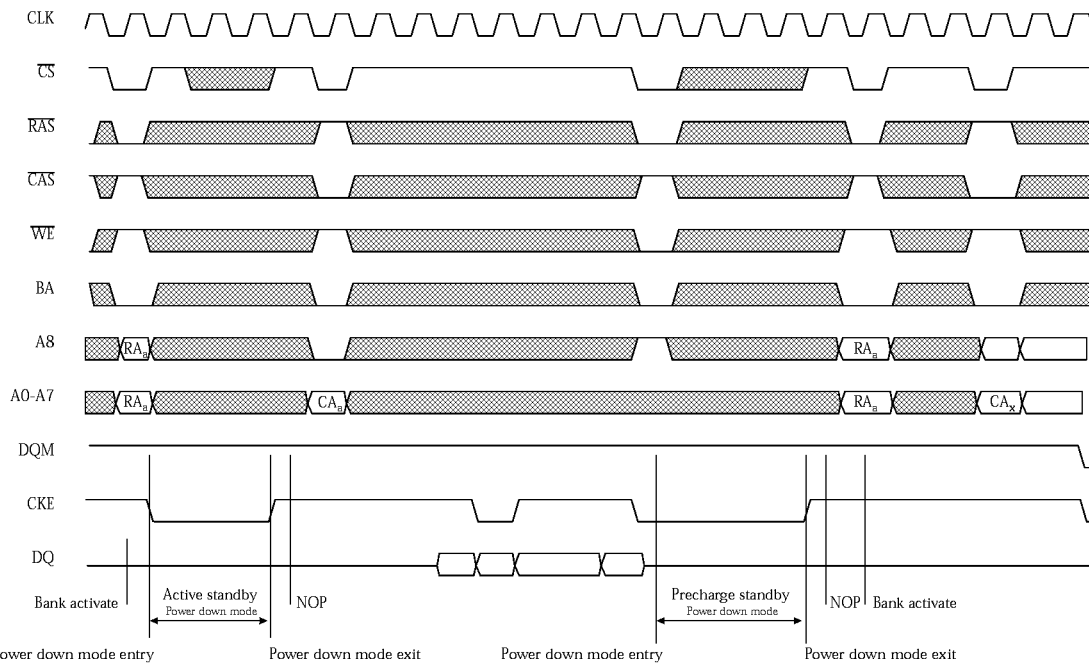 CLK
CS
RAS
CAS
WE
BA
A8
RAa
RAa
A0-A7
RAa
CAa
RAa
CAx
DQM
CKE
DQ
Bank activate
Active standby
Power down mode
NOP
Precharge standby
Power down mode
NOP
Bank activate
ower down mode entry
Power down mode exit
Power down mode entry
Power down mode exit